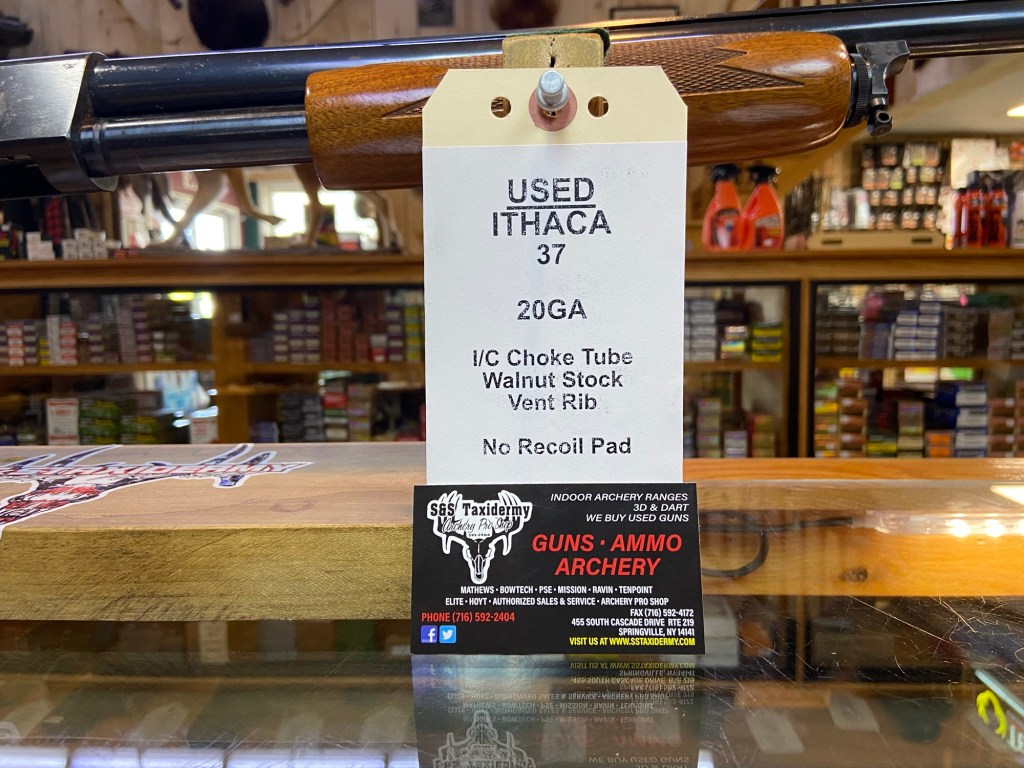 USED
ITHACA
37
20GA
I/C Choke Tube
Walnut Stock
Vent Rib
No Recoil Pad
S&S Taxidermy
Archery Pro Shop
INDOOR ARCHERY RANGES
3D & DART
WE BUY USED GUNS
GUNS · AMMO
ARCHERY
MATHEWS · BOWTECH · PSE · MISSION · RAVIN · TENPOINT
ELITE · HOYT · AUTHORIZED SALES & SERVICE · ARCHERY PRO SHOP
PHONE (716) 592-2404
FAX (716) 592-4172
455 SOUTH CASCADE DRIVE RTE 219
SPRINGVILLE, NY 14141
VISIT US AT WWW.SSTAXIDERMY.COM
TAXIDERMY